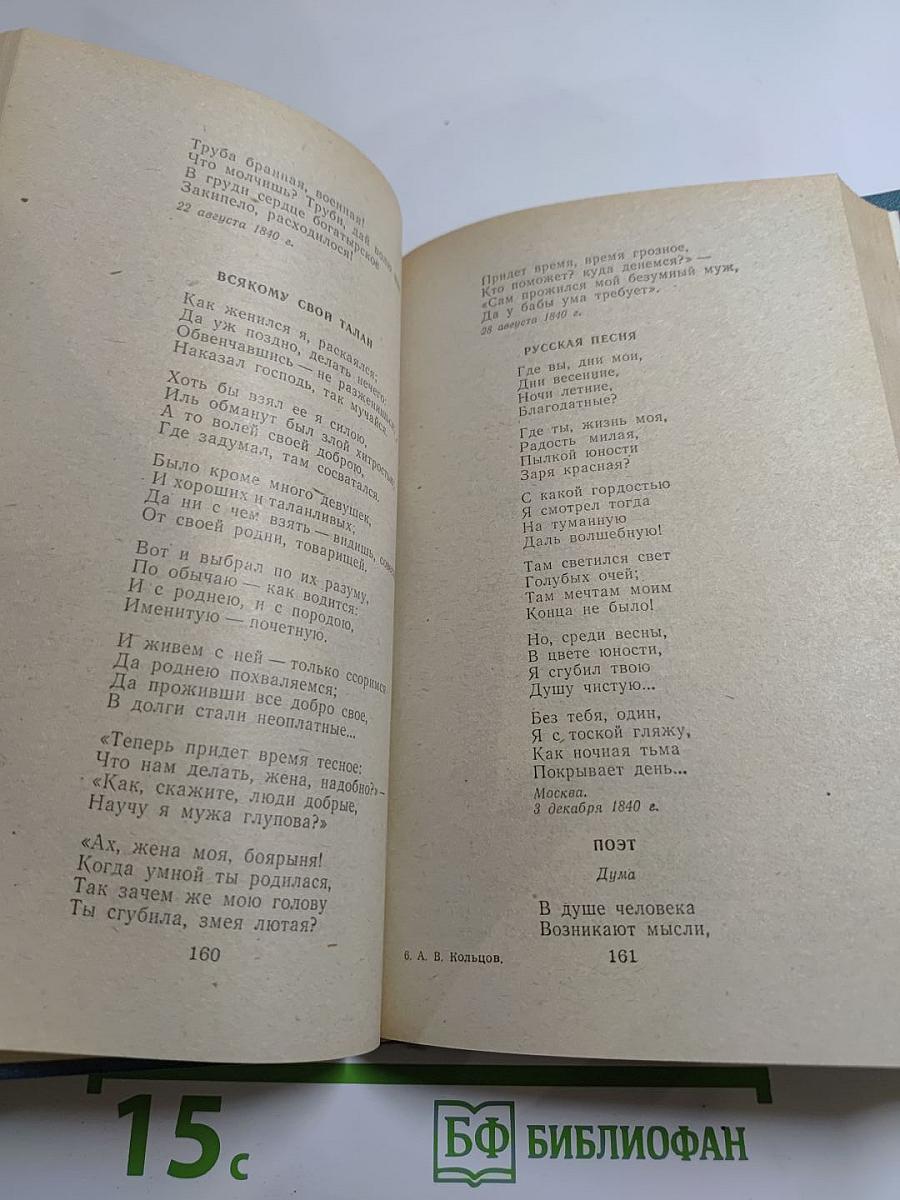 Труба бранная, военная!
Что молчишь? Труби, дай волю
В груди сердце богатырское
Закипело, расходилося!
22 августа 1840 г.
ВСЯКОМУ СВОЙ ТАЛАН
Как женился я, раскаялся;
Да уж поздно, делать нечего:
Обвенчавшись — не разженишься;
Наказал господь, так мучайся.
Хоть бы взял ее я силою,
Иль обманут был злой хитростью;
А то волей своей доброю,
Где задумал, там сосватался.
Было кроме много девушек,
И хороших и таланливых;
Да ни с чем взять — видишь,
От своей родни, товарищей.
Вот и выбрал по их разуму,
По обычаю — как водится:
И с роднею, и с породою,
Именитую — почетную.
И живем с ней — только ссоримся
Да роднею похваляемся;
Да проживши все добро свое,
В долги стали неоплатные...
«Теперь придет время тесное:
Что нам делать, жена, надобно?» —
«Как, скажите, люди добрые,
Научу я мужа глупова?»
«Ах, жена моя, боярыня!
Когда умной ты родилася,
Так зачем же мою голову
Ты сгубила, змея лютая?
160
Придет время, время грозное,
Кто поможет? куда денемся?» —
«Сам прожился мой безумный муж,
Да у бабы ума требует».
28 августа 1840 г.
РУССКАЯ ПЕСНЯ
Где вы, дни мои,
Дни весенние,
Ночи летние,
Благодатные?
Где ты, жизнь моя,
Радость милая,
Пылкой юности
Заря красная?
С какой гордостью
Я смотрел тогда
На туманную
Даль волшебную!
Там светился свет
Голубых очей;
Там мечтам моим
Конца не было!
Но, среди весны,
В цвете юности,
Я сгубил твою
Душу чистую...
Без тебя, один,
Я с тоской гляжу,
Как ночная тьма
Покрывает день...
Москва.
3 декабря 1840 г.
ПОЭТ
Дума
В душе человека
Возникают мысли,
6. А. В. Кольцов.
161
15 с
БФ БИБЛИОФАН